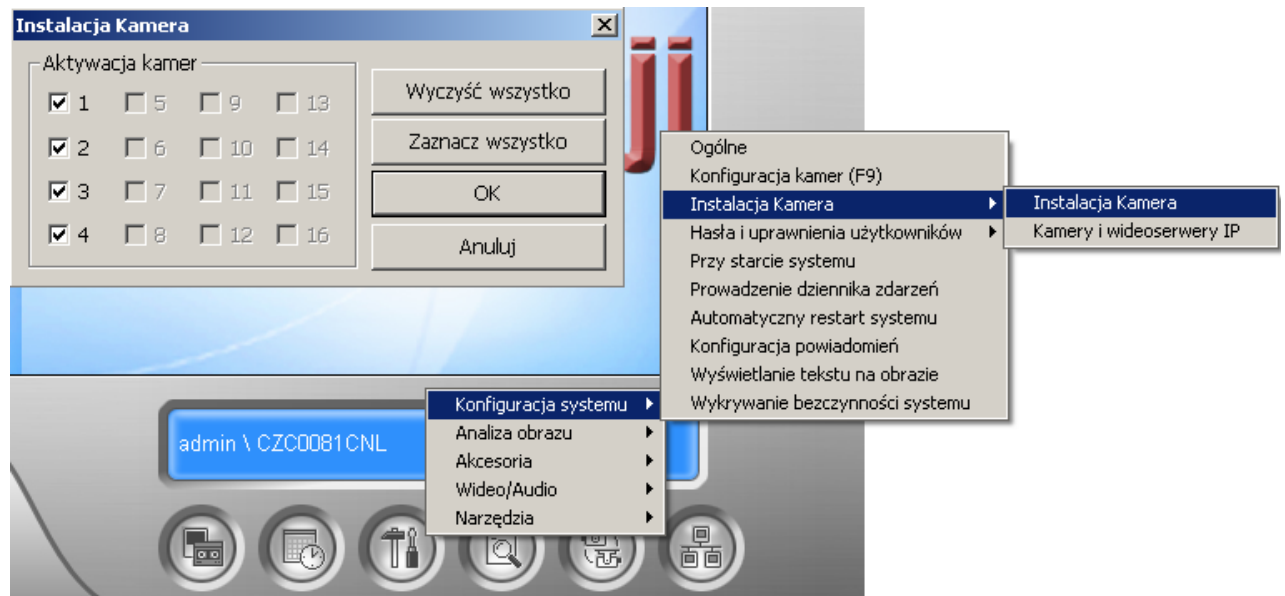 Instalacja Kamera
Aktywacja kamer
1 5 9 13
2 6 10 14
3 7 11 15
4 8 12 16
Wyczyść wszystko
Zaznacz wszystko
OK
Anuluj
ji
Ogólne
Konfiguracja kamer (F9)
Instalacja Kamera
Hasła i uprawnienia użytkowników
Przy starcie systemu
Prowadzenie dziennika zdarzeń
Automatyczny restart systemu
Konfiguracja powiadomień
Wyświetlanie tekstu na obrazie
Wykrywanie bezczynności systemu
Instalacja Kamera
Kamery i wideoserwery IP
Konfiguracja systemu
Analiza obrazu
Akcesoria
Wideo/Audio
Narzędzia
admin \ CZC0081CNL